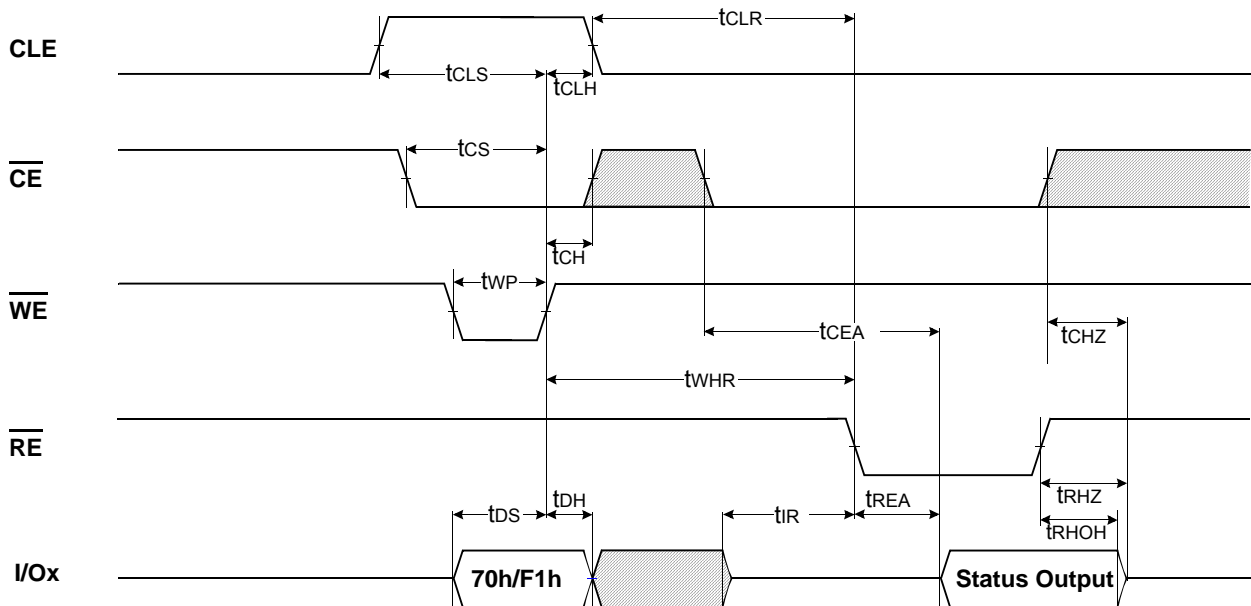 tCLR
CLE
tCLS
tCLH
tCS
CE
tCH
tWP
WE
tCEA
tCHZ
tWHR
RE
tDH
tREA
tRHZ
tDS
tIR
tRHOH
I/Ox
70h/F1h
Status Output